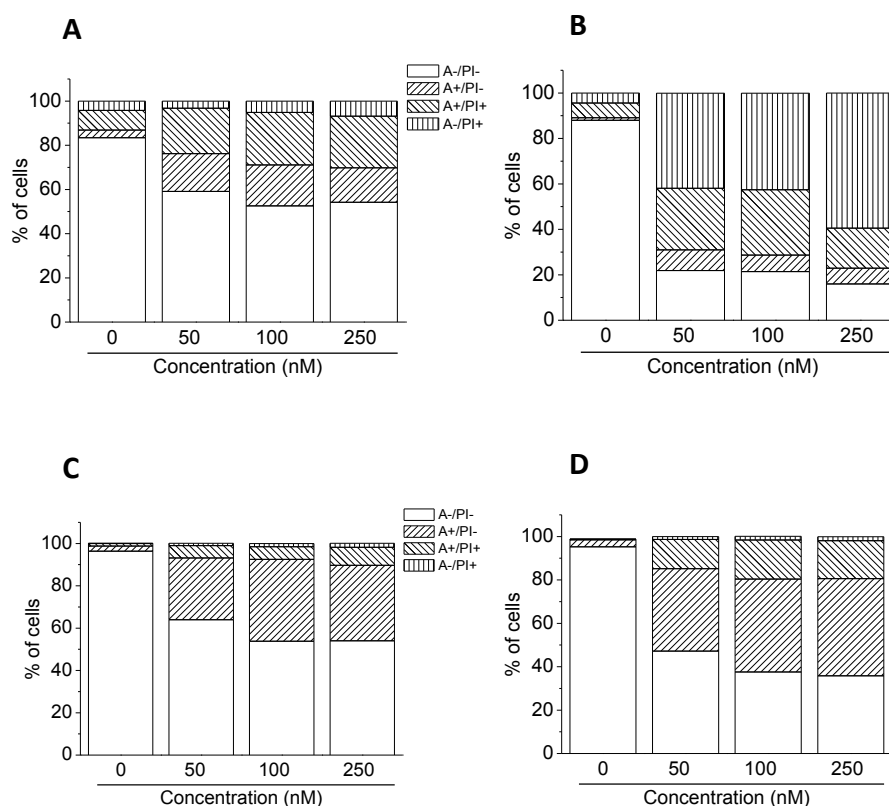 A
A-/PI-
A+/PI-
A+/PI+
A-/PI+
100
80
60
40
20
0
% of cells
0 50 100 250
Concentration (nM)
B
100
80
60
40
20
0
% of cells
0 50 100 250
Concentration (nM)
C
A-/PI-
A+/PI-
A+/PI+
A-/PI+
100
80
60
40
20
0
% of cells
0 50 100 250
Concentration (nM)
D
100
80
60
40
20
0
% of cells
0 50 100 250
Concentration (nM)